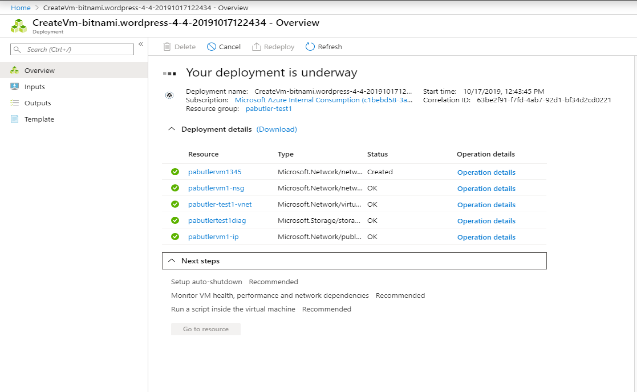 Home > CreateVm-bitnami.wordpress-4-4-20191017122434 - Overview
CreateVm-bitnami.wordpress-4-4-20191017122434 - Overview
Deployment
Search (Ctrl+/)
«
Delete Cancel Redeploy Refresh
Overview
Inputs
Outputs
Template
Your deployment is underway
Deployment name: CreateVm-bitnami.wordpress-4-4-2019101712...
Start time: 10/17/2019, 12:43:45 PM
Subscription: Microsoft Azure Internal Consumption
Correlation ID:
Resource group: pabutler-test1
Deployment details (Download)
Resource Type Status Operation details
pabutlervm1345 Microsoft.Network/netw... Created Operation details
pabutlervm1-nsg Microsoft.Network/netw... OK Operation details
pabutler-test1-vnet Microsoft.Network/virtu... OK Operation details
pabutlertest1diag Microsoft.Storage/stora... OK Operation details
pabutlervm1-ip Microsoft.Network/publ... OK Operation details
Next steps
Setup auto-shutdown Recommended
Monitor VM health, performance and network dependencies Recommended
Run a script inside the virtual machine Recommended
Go to resource